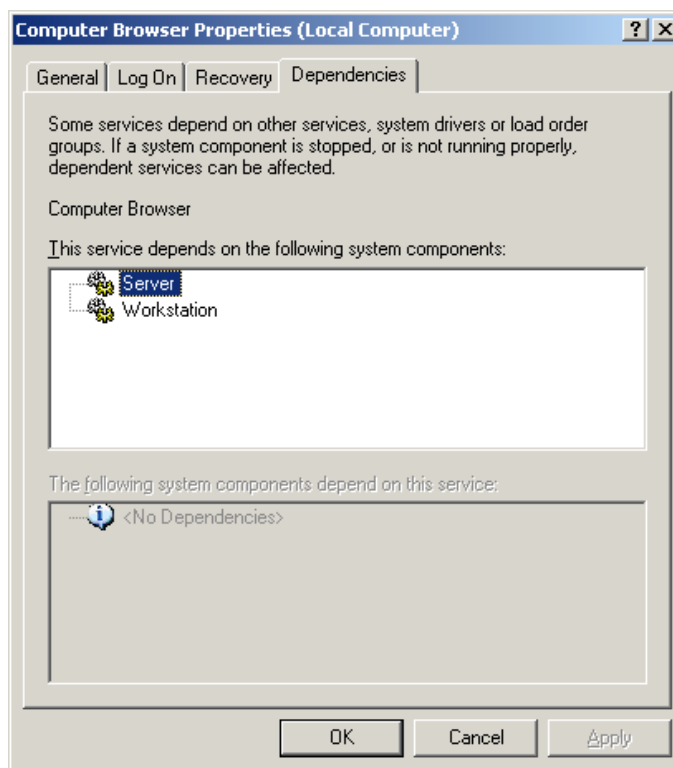 Computer Browser Properties (Local Computer)
General
Log On
Recovery
Dependencies
Some services depend on other services, system drivers or load order
groups. If a system component is stopped, or is not running properly,
dependent services can be affected.
Computer Browser
This service depends on the following system components:
Server
Workstation
The following system components depend on this service:
<No Dependencies>
OK
Cancel
Apply